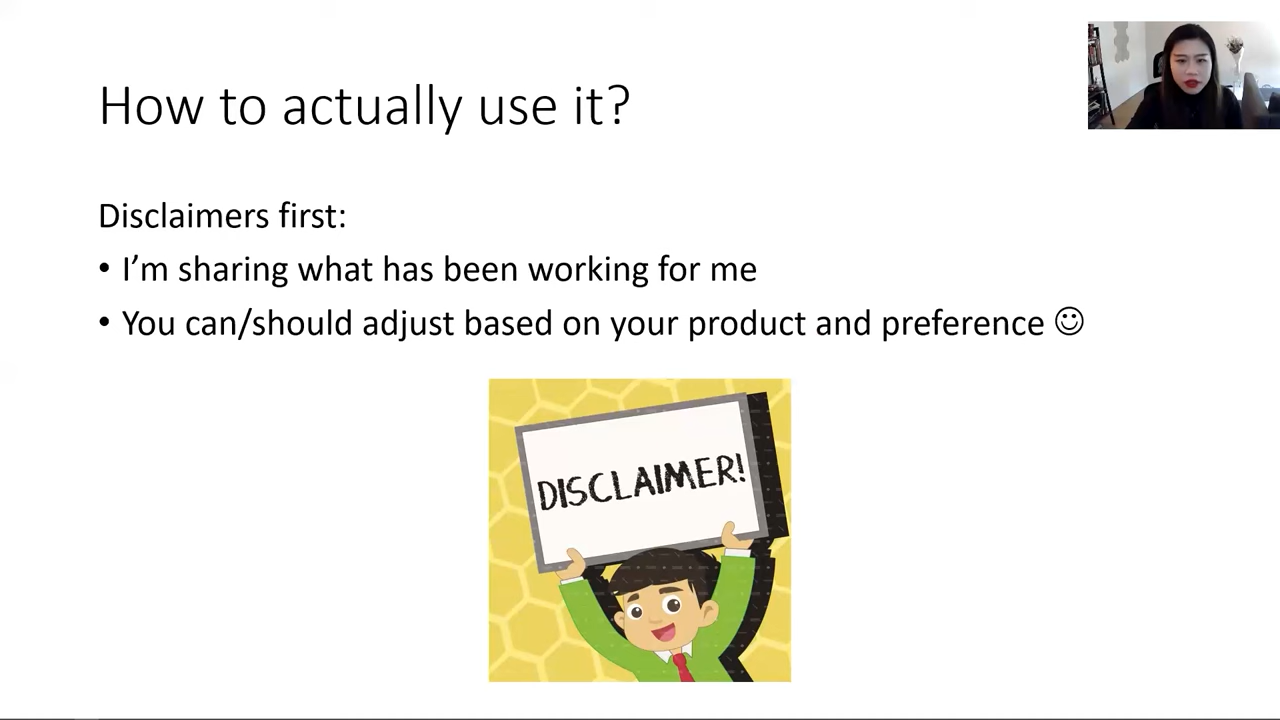 How to actually use it?
Disclaimers first:
• I’m sharing what has been working for me
• You can/should adjust based on your product and preference ☺
DISCLAIMER!